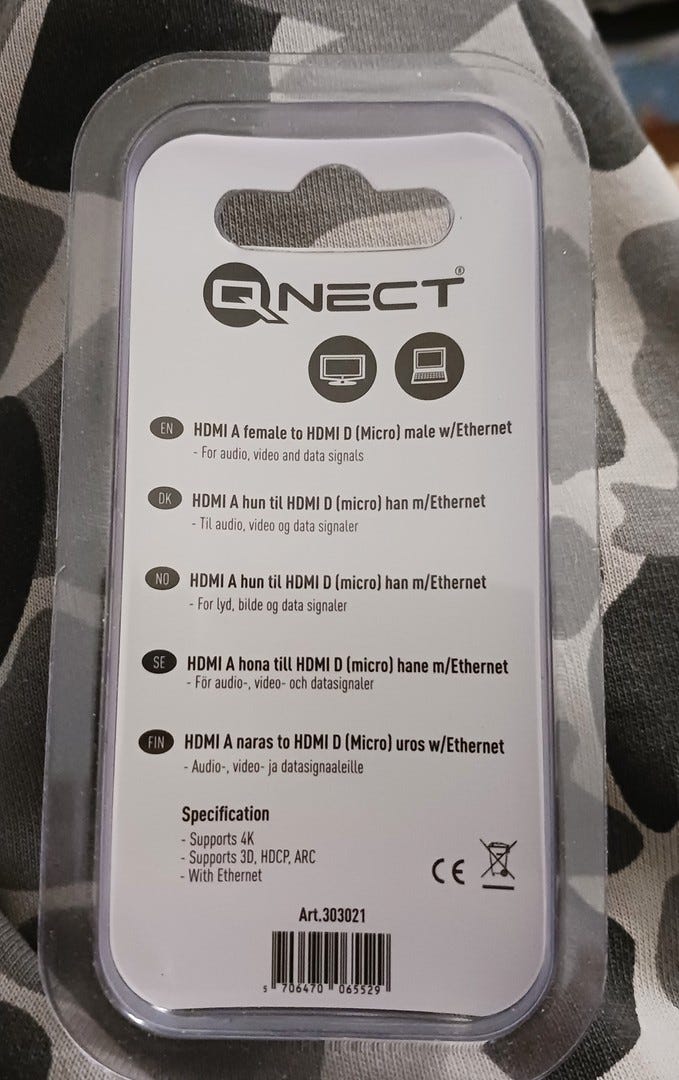 QNECT®
EN HDMI A female to HDMI D (Micro) male w/Ethernet
- For audio, video and data signals
DK HDMI A hun til HDMI D (micro) han m/Ethernet
- Til audio, video og data signaler
NO HDMI A hun til HDMI D (micro) han m/Ethernet
- For lyd, bilde og data signaler
SE HDMI A hona till HDMI D (micro) hane m/Ethernet
- För audio-, video- och datasignaler
FIN HDMI A naras to HDMI D (Micro) uros w/Ethernet
- Audio-, video- ja datasignaaleille
Specification
- Supports 4K
- Supports 3D, HDCP, ARC
- With Ethernet
CE
Art.303021
5 706470 065529